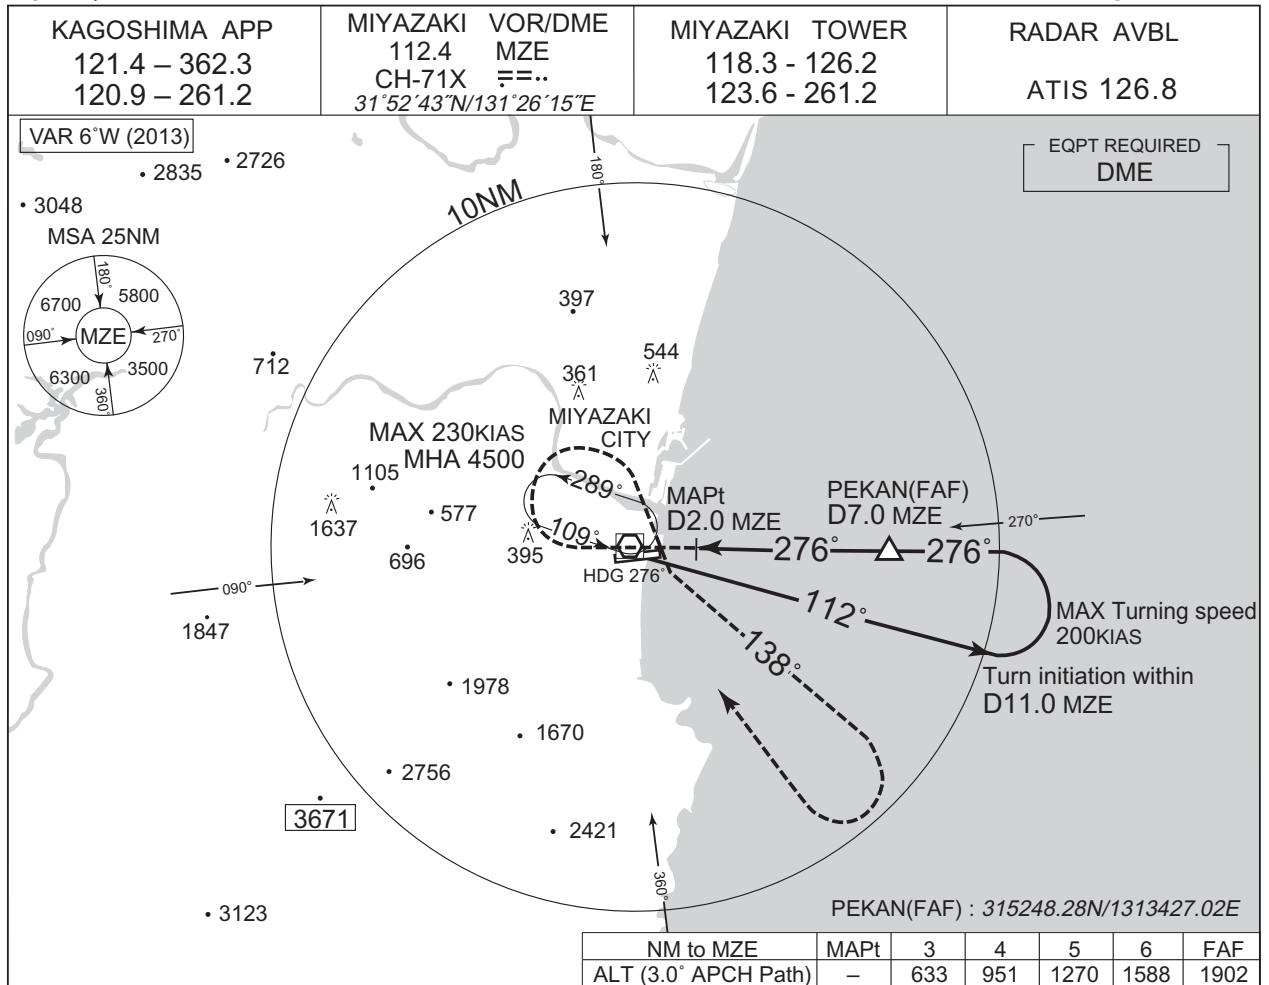 KAGOSHIMA APP
121.4 – 362.3
120.9 – 261.2
MIYAZAKI VOR/DME
112.4 MZE
CH-71X
31˚52´43˝N/131˚26´15˝E
MIYAZAKI TOWER
118.3 - 126.2
123.6 - 261.2
RADAR AVBL
ATIS 126.8
VAR 6˚W (2013)
EQPT REQUIRED
DME
2835
2726
3048
MSA 25NM
180˚
6700
5800
090˚
MZE
270˚
6300
3500
360˚
10NM
180˚
397
712
361
544
MIYAZAKI
CITY
MAX 230KIAS
MHA 4500
1105
289˚
1637
577
109˚
395
696
HDG 276˚
MAPt
D2.0 MZE
PEKAN(FAF)
D7.0 MZE
270˚
276˚
276˚
090˚
112˚
MAX Turning speed
200KIAS
1847
138˚
Turn initiation within
D11.0 MZE
1978
1670
2756
3671
2421
360˚
3123
PEKAN(FAF) : 315248.28N/1313427.02E
NM to MZE MAPt 3 4 5 6 FAF
ALT (3.0˚ APCH Path) – 633 951 1270 1588 1902